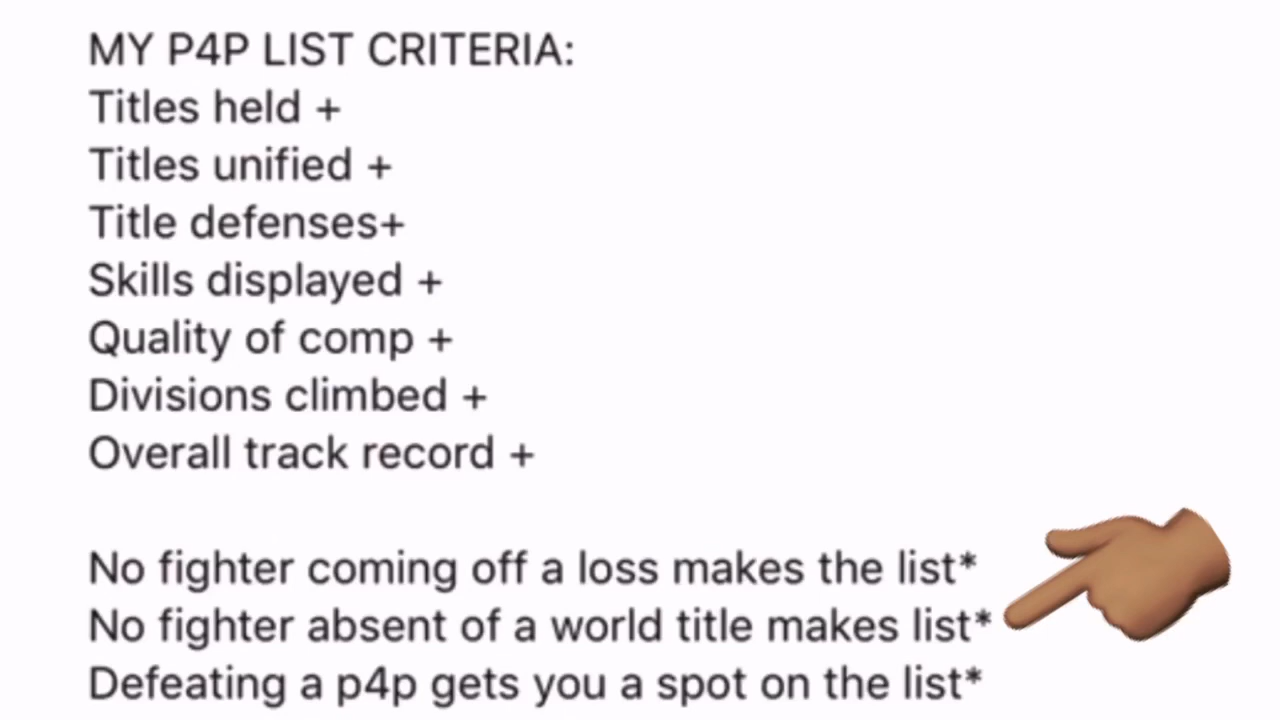 MY P4P LIST CRITERIA:
Titles held +
Titles unified +
Title defenses+
Skills displayed +
Quality of comp +
Divisions climbed +
Overall track record +
No fighter coming off a loss makes the list*
No fighter absent of a world title makes list*
Defeating a p4p gets you a spot on the list*